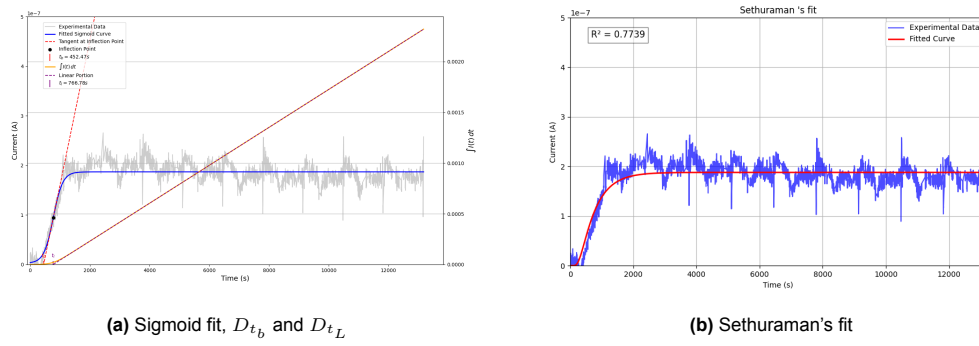 5 1e-7
Experimental Data
Fitted Sigmoid Curve
Tangent at Inflection Point
Inflection Point
t_b = 452.47s
∫I(t) dt
Linear Portion
t_l = 766.78s
4
3
2
1
0
Current (A)
0.0020
0.0015
0.0010
0.0005
0.0000
∫I(t) dt
0 2000 4000 6000 8000 10000 12000
Time (s)
(a) Sigmoid fit, D_{t_b} and D_{t_L}
Sethuraman 's fit
5 1e-7
R² = 0.7739
Experimental Data
Fitted Curve
4
3
2
1
0
Current (A)
0 2000 4000 6000 8000 10000 12000
Time (s)
(b) Sethuraman's fit